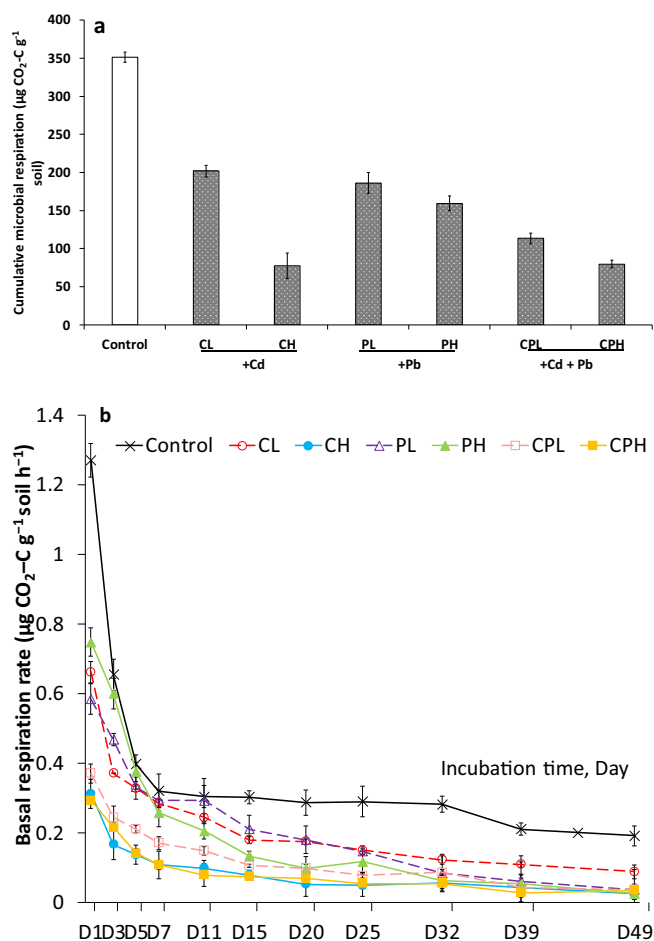 a
Cumulative microbial respiration (µg CO₂-C g⁻¹
soil)
400
350
300
250
200
150
100
50
0
Control CL CH PL PH CPL CPH
+Cd +Pb +Cd + Pb
b
Basal respiration rate (µg CO₂–C g⁻¹ soil h⁻¹)
1.4
Control CL CH PL PH CPL CPH
1.2
1
0.8
0.6
0.4
Incubation time, Day
0.2
0
D1 D3 D5 D7 D11 D15 D20 D25 D32 D39 D49